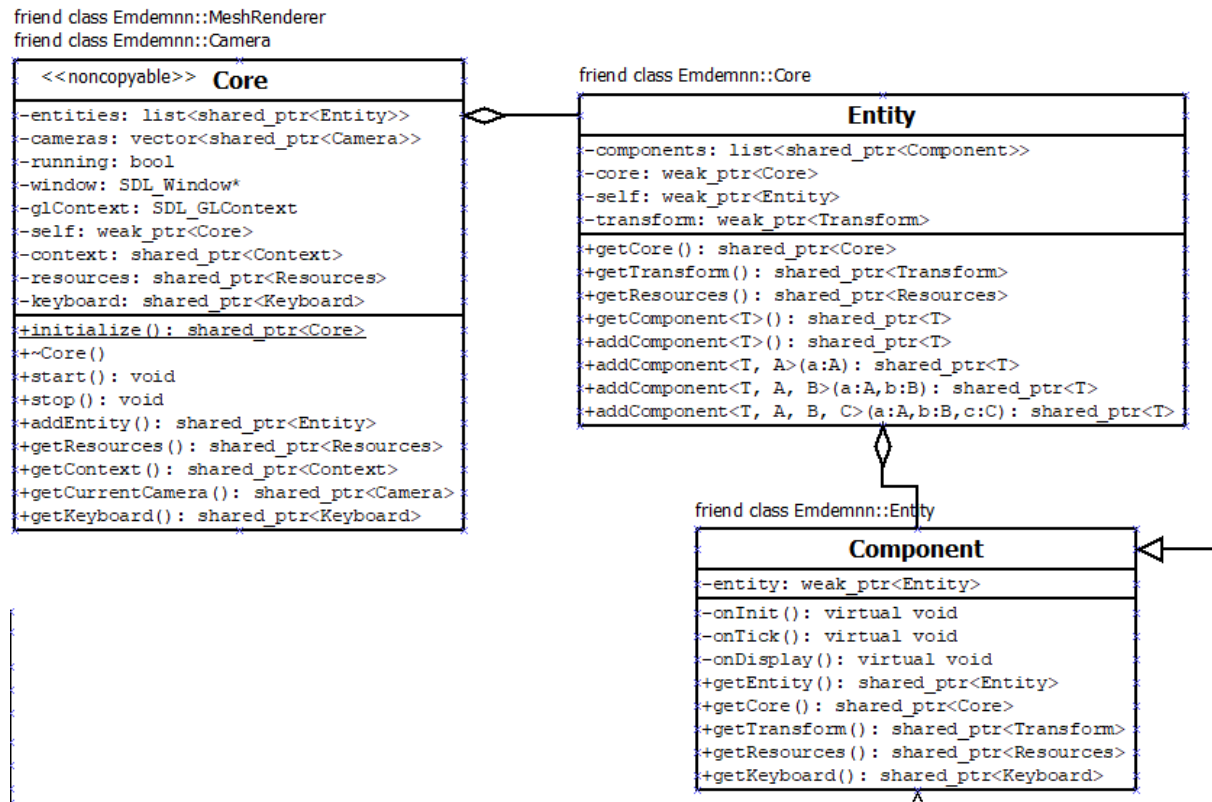 friend class Emdemnn::MeshRenderer
friend class Emdemnn::Camera
<<noncopyable>> Core
-entities: list<shared_ptr<Entity>>
-cameras: vector<shared_ptr<Camera>>
-running: bool
-window: SDL_Window*
-glContext: SDL_GLContext
-self: weak_ptr<Core>
-context: shared_ptr<Context>
-resources: shared_ptr<Resources>
-keyboard: shared_ptr<Keyboard>
+initialize(): shared_ptr<Core>
+~Core()
+start(): void
+stop(): void
+addEntity(): shared_ptr<Entity>
+getResources(): shared_ptr<Resources>
+getContext(): shared_ptr<Context>
+getCurrentCamera(): shared_ptr<Camera>
+getKeyboard(): shared_ptr<Keyboard>
friend class Emdemnn::Core
Entity
-components: list<shared_ptr<Component>>
-core: weak_ptr<Core>
-self: weak_ptr<Entity>
-transform: weak_ptr<Transform>
+getCore(): shared_ptr<Core>
+getTransform(): shared_ptr<Transform>
+getResources(): shared_ptr<Resources>
+getComponent<T>(): shared_ptr<T>
+addComponent<T>(): shared_ptr<T>
+addComponent<T, A>(a:A): shared_ptr<T>
+addComponent<T, A, B>(a:A,b:B): shared_ptr<T>
+addComponent<T, A, B, C>(a:A,b:B,c:C): shared_ptr<T>
friend class Emdemnn::Entity
Component
-entity: weak_ptr<Entity>
-onInit(): virtual void
-onTick(): virtual void
-onDisplay(): virtual void
+getEntity(): shared_ptr<Entity>
+getCore(): shared_ptr<Core>
+getTransform(): shared_ptr<Transform>
+getResources(): shared_ptr<Resources>
+getKeyboard(): shared_ptr<Keyboard>